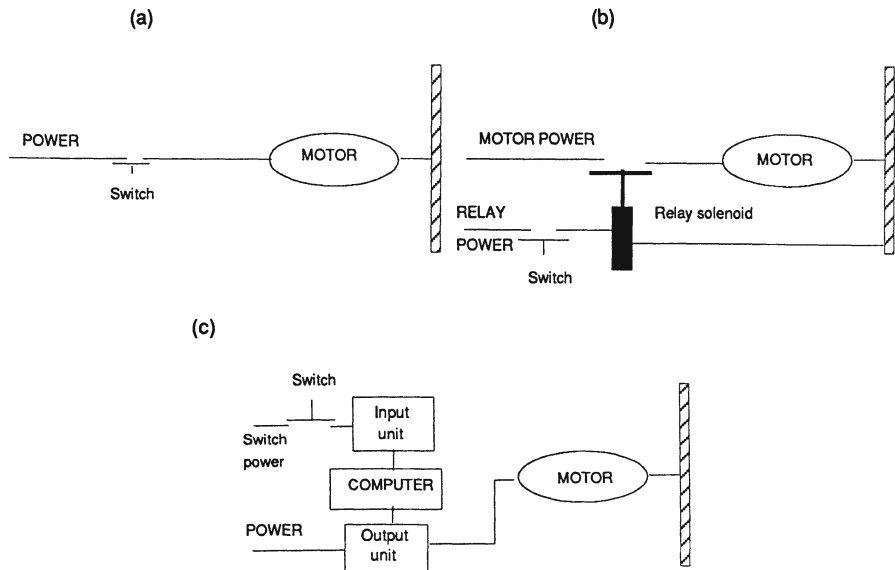 (a)
POWER
Switch
MOTOR
(b)
MOTOR POWER
MOTOR
RELAY
POWER
Switch
Relay solenoid
(c)
Switch
Switch
power
Input
unit
COMPUTER
POWER
Output
unit
MOTOR